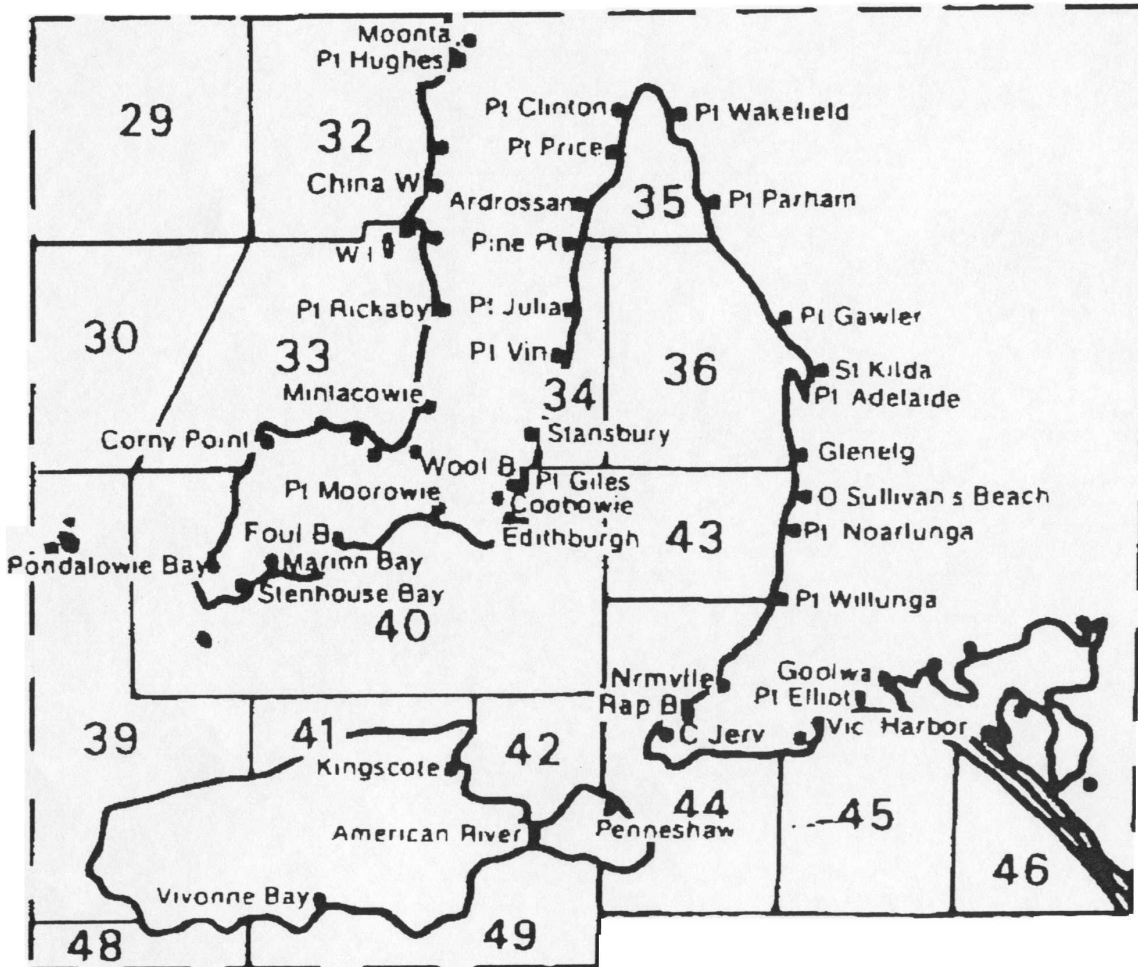 Moonta
Pt Hughes
29
32
Pt Clinton
Pt Wakefield
Pt Price
China W
Ardrossan
35
Pt Parham
W I
Pine Pt
30
Pt Rickaby
Pt Julia
Pt Gawler
33
Pt Vin
36
St Kilda
Minlacowie
34
Pt Adelaide
Corny Point
Stansbury
Glenelg
Wool B
Pt Giles
Pt Moorowie
Coobowie
O Sullivan s Beach
Foul B
Edithburgh
43
Pt Noarlunga
Pondalowie Bay
Marion Bay
Stenhouse Bay
40
Pt Willunga
Nrmvlle
Goolwa
Rap B
Pt Elliot
39
41
42
C Jerv
Vic Harbor
Kingscote
44
45
American River
Penneshaw
46
Vivonne Bay
48
49